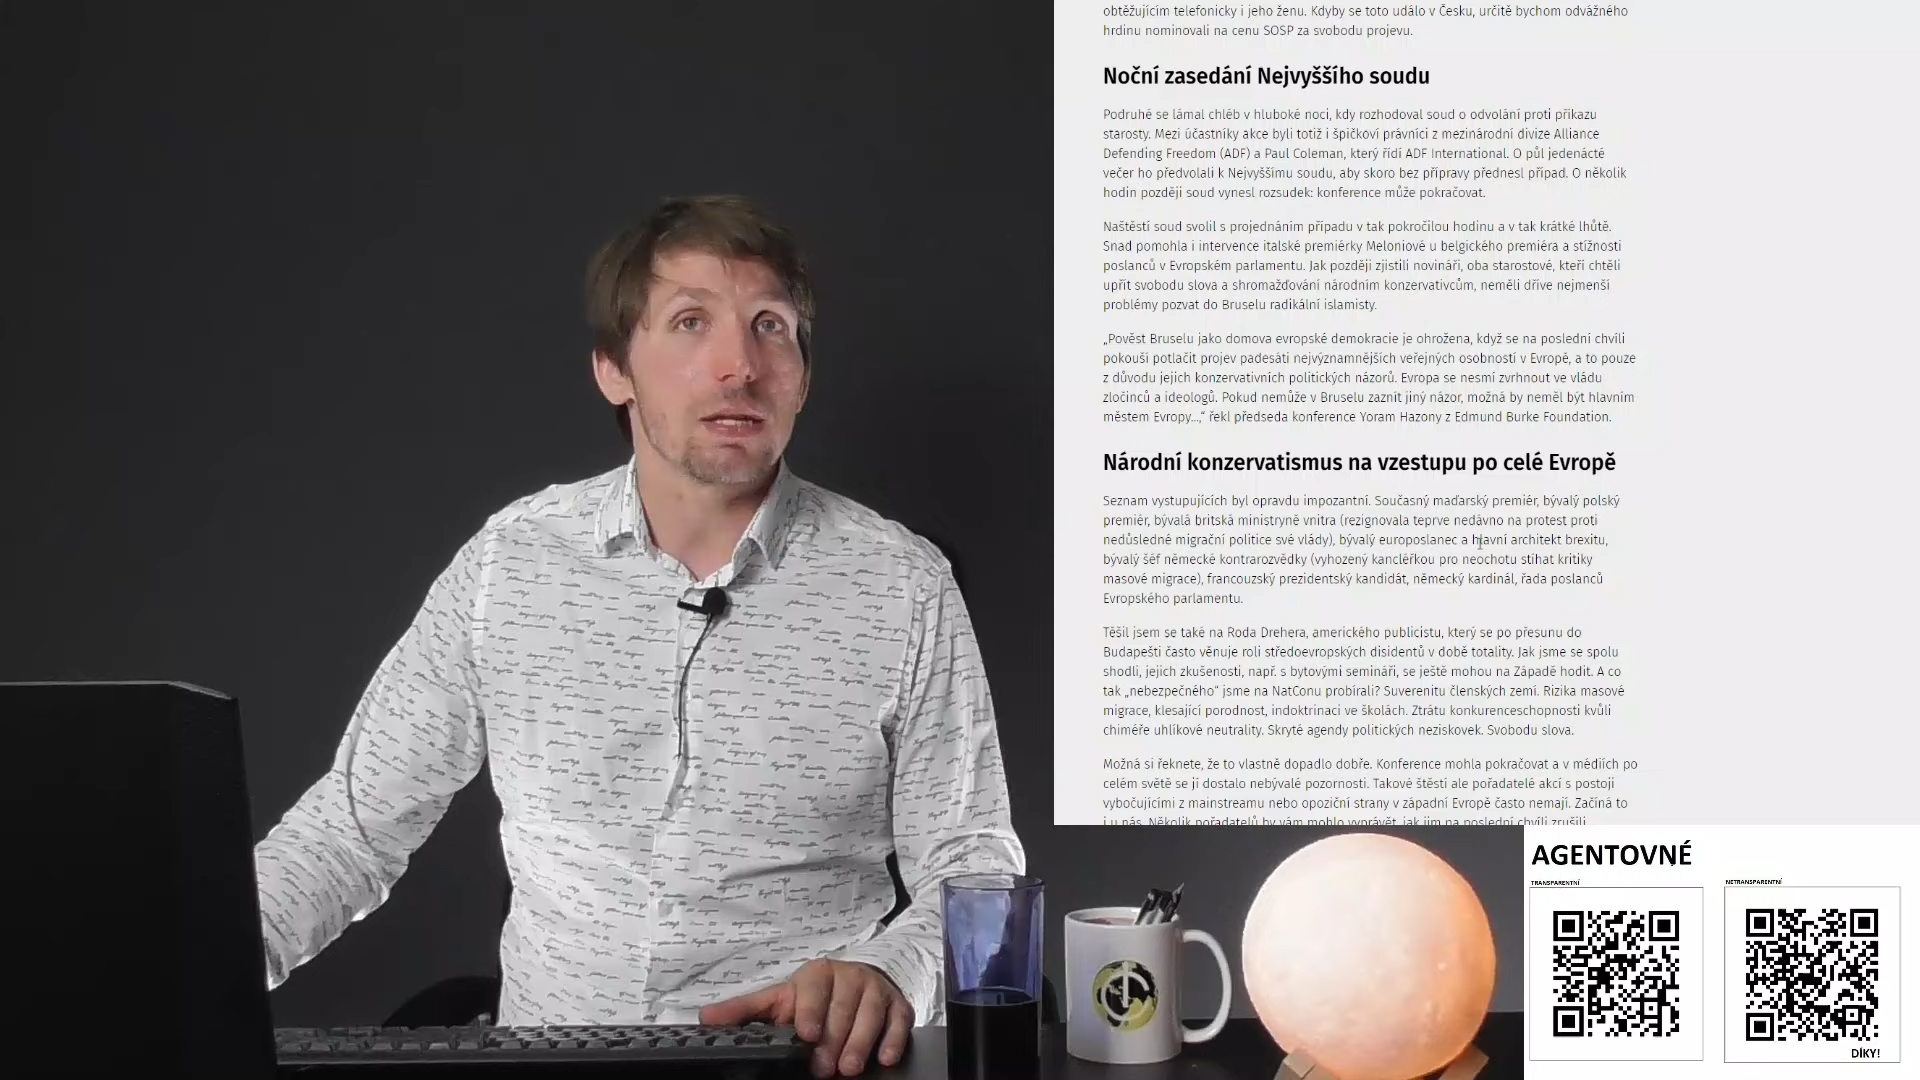 obtěžujícím telefonicky i jeho ženu. Kdyby se toto událo v Česku, určitě bychom odvážného
hrdinu nominovali na cenu SOSP za svobodu projevu.
Noční zasedání Nejvyššího soudu
Podruhé se lámal chléb v hluboké noci, kdy rozhodoval soud o odvolání proti příkazu
starosty. Mezi účastníky akce byli totiž i špičkoví právníci z mezinárodní divize Alliance
Defending Freedom (ADF) a Paul Coleman, který řídí ADF International. O půl jedenácté
večer ho předvolali k Nejvyššímu soudu, aby skoro bez přípravy přednesl případ. O několik
hodin později soud vynesl rozsudek: konference může pokračovat.
Naštěstí soud svolil s projednáním případu v tak pokročilou hodinu a v tak krátké lhůtě.
Snad pomohla i intervence italské premiérky Meloniové u belgického premiéra a stížnosti
poslanců v Evropském parlamentu. Jak později zjistili novináři, oba starostové, kteří chtěli
upřít svobodu slova a shromažďování národním konzervativcům, neměli dříve nejmenší
problémy pozvat do Bruselu radikální islamisty.
„Pověst Bruselu jako domova evropské demokracie je ohrožena, když se na poslední chvíli
pokouší potlačit projev padesáti nejvýznamnějších veřejných osobností v Evropě, a to pouze
z důvodu jejich konzervativních politických názorů. Evropa se nesmí zvrhnout ve vládu
zločinců a ideologů. Pokud nemůže v Bruselu zaznít jiný názor, možná by neměl být hlavním
městem Evropy...,“ řekl předseda konference Yoram Hazony z Edmund Burke Foundation.
Národní konzervatismus na vzestupu po celé Evropě
Seznam vystupujících byl opravdu impozantní. Současný maďarský premiér, bývalý polský
premiér, bývalá britská ministryně vnitra (rezignovala teprve nedávno na protest proti
nedůsledné migrační politice své vlády), bývalý europoslanec a hlavní architekt brexitu,
bývalý šéf německé kontrarozvědky (vyhozený kancléřkou pro neochotu stíhat kritiky
masové migrace), francouzský prezidentský kandidát, německý kardinál, řada poslanců
Evropského parlamentu.
Těšil jsem se také na Roda Drehera, amerického publicistu, který se po přesunu do
Budapešti často věnuje roli středoevropských disidentů v době totality. Jak jsme se spolu
shodli, jejich zkušenosti, např. s bytovými semináři, se ještě mohou na Západě hodit. A co
tak „nebezpečného“ jsme na NatConu probírali? Suverenitu členských zemí. Rizika masové
migrace, klesající porodnost, indoktrinaci ve školách. Ztrátu konkurenceschopnosti kvůli
chiméře uhlíkové neutrality. Skryté agendy politických neziskovek. Svobodu slova.
Možná si řeknete, že to vlastně dopadlo dobře. Konference mohla pokračovat a v médiích po
celém světě se jí dostalo nebývalé pozornosti. Takové štěstí ale pořadatelé akcí s postoji
vybočujícími z mainstreamu nebo opoziční strany v západní Evropě často nemají. Začíná to
i u nás. Několik pořadatelů by vám mohlo vyprávět, jak jim na poslední chvíli zrušili
AGENTOVNÉ
TRANSPARENTNÍ
NETRANSPARENTNÍ
DÍKY!